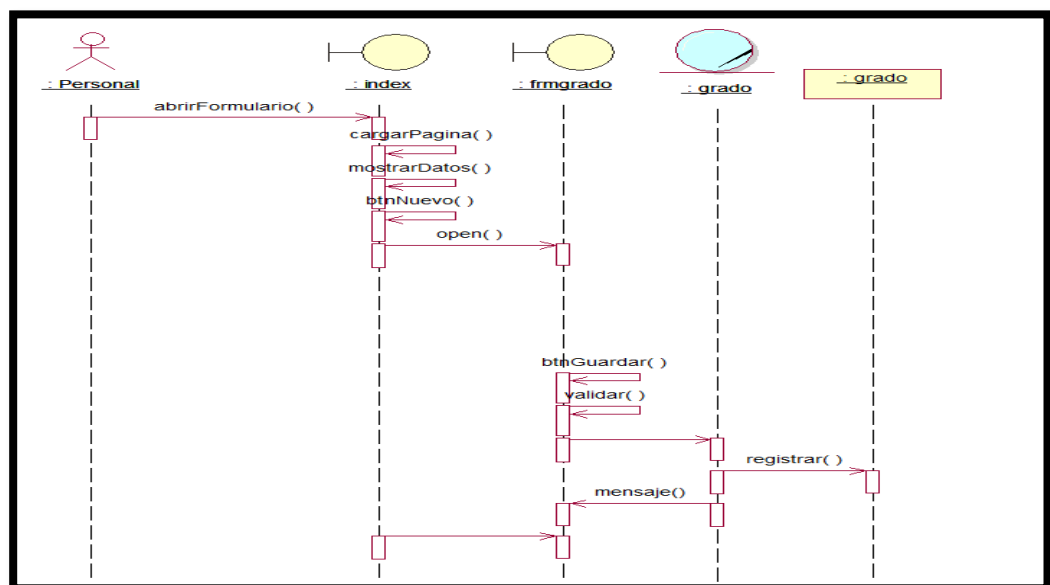 : Personal
: index
: frmgrado
: grado
: grado
abrirFormulario( )
cargarPagina( )
mostrarDatos( )
btnNuevo( )
open( )
btnGuardar( )
validar( )
registrar( )
mensaje()